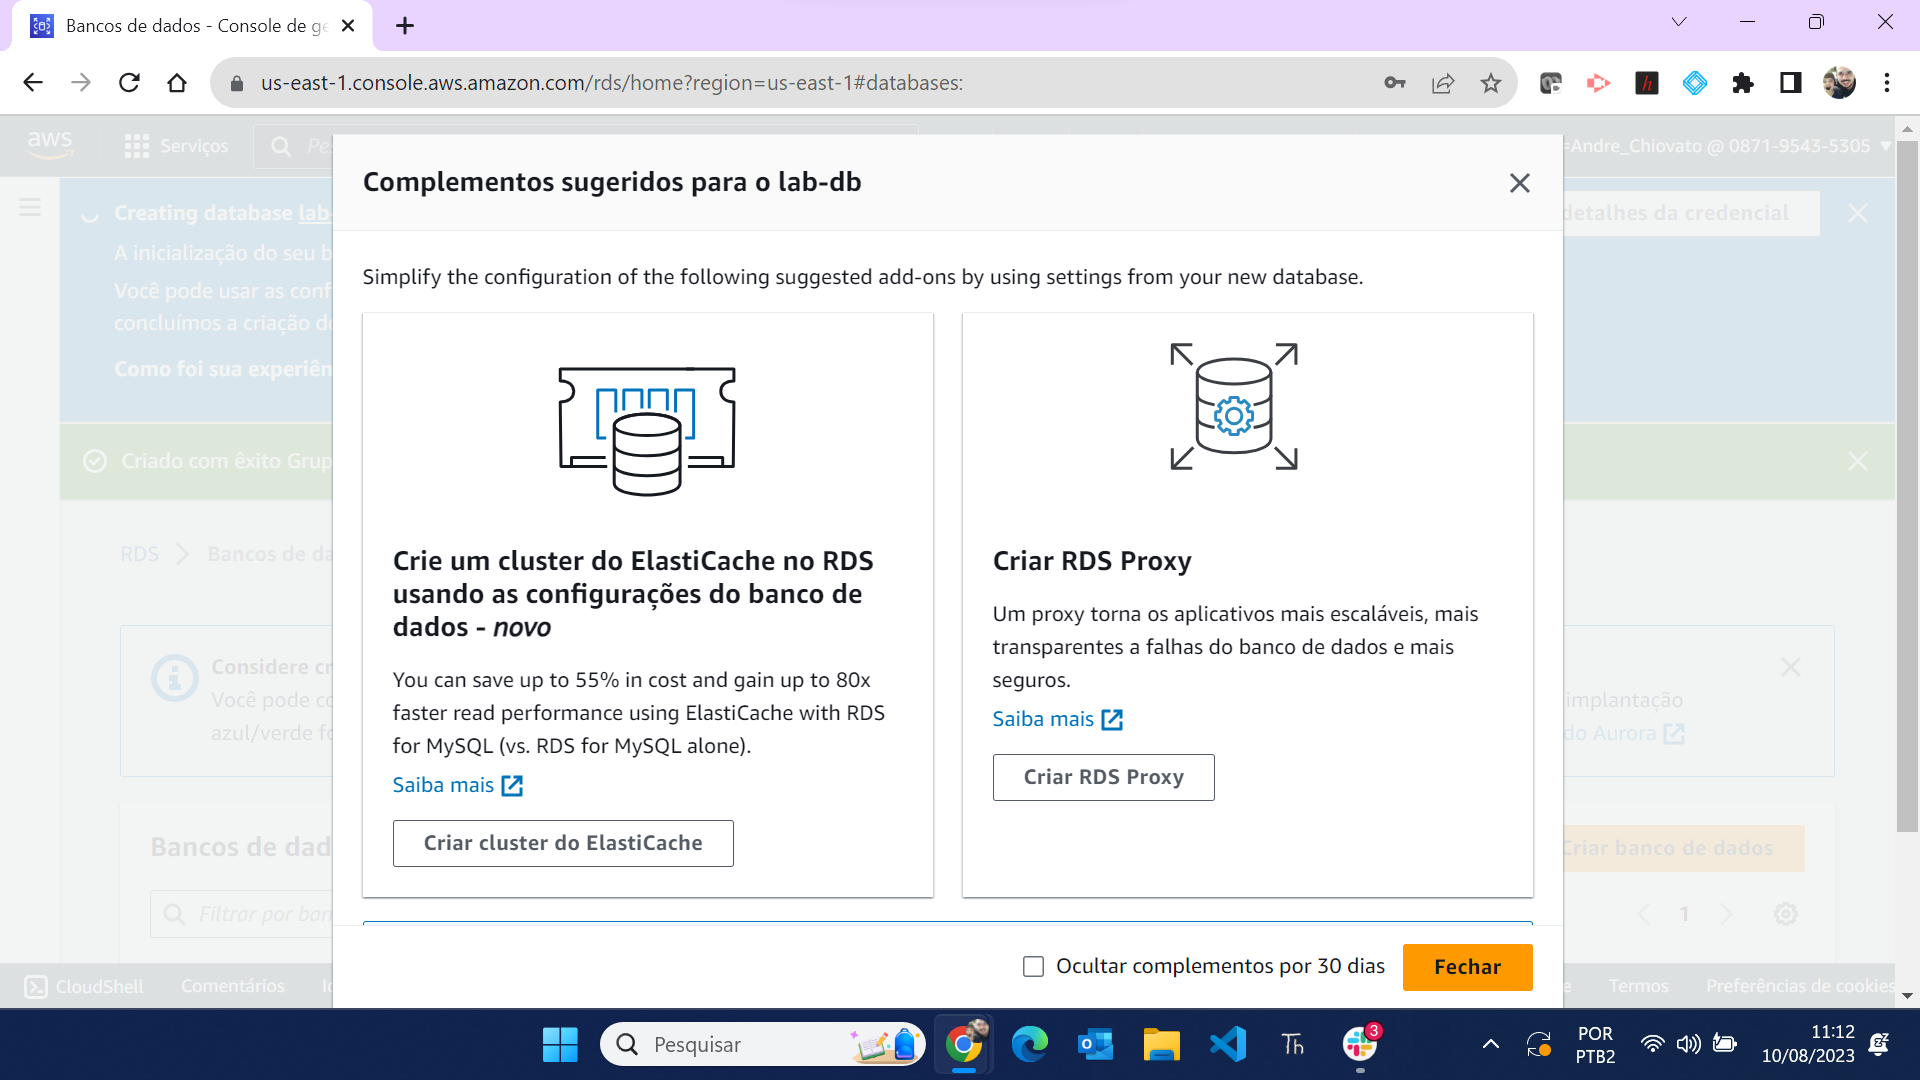 Bancos de dados - Console de ge
us-east-1.console.aws.amazon.com/rds/home?region=us-east-1#databases:
aws
Serviços
Pes
=Andre_Chiovato @ 0871-9543-5305
Complementos sugeridos para o lab-db
Creating database lab-
detalhes da credencial
A inicialização do seu b
Você pode usar as conf
concluímos a criação de
Como foi sua experiên
Simplify the configuration of the following suggested add-ons by using settings from your new database.
Criado com êxito Grup
RDS
Bancos de da
Crie um cluster do ElastiCache no RDS
usando as configurações do banco de
dados - novo
You can save up to 55% in cost and gain up to 80x
faster read performance using ElastiCache with RDS
for MySQL (vs. RDS for MySQL alone).
Saiba mais
Criar cluster do ElastiCache
Criar RDS Proxy
Um proxy torna os aplicativos mais escaláveis, mais
transparentes a falhas do banco de dados e mais
seguros.
Saiba mais
Criar RDS Proxy
Considere cr
Você pode co
azul/verde fo
implantação
do Aurora
Bancos de dad
Criar banco de dados
Filtrar por ban
1
Ocultar complementos por 30 dias
Fechar
CloudShell
Comentários
Termos
Preferências de cookies
Pesquisar
Th
3
POR
PTB2
11:12
10/08/2023